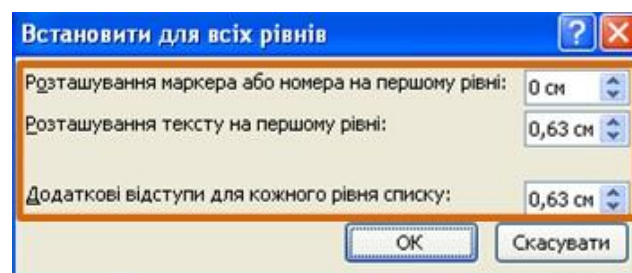 Встановити для всіх рівнів ?
Розташування маркера або номера на першому рівні: 0 см
Розташування тексту на першому рівні: 0,63 см
Додаткові відступи для кожного рівня списку: 0,63 см
ОК Скасувати